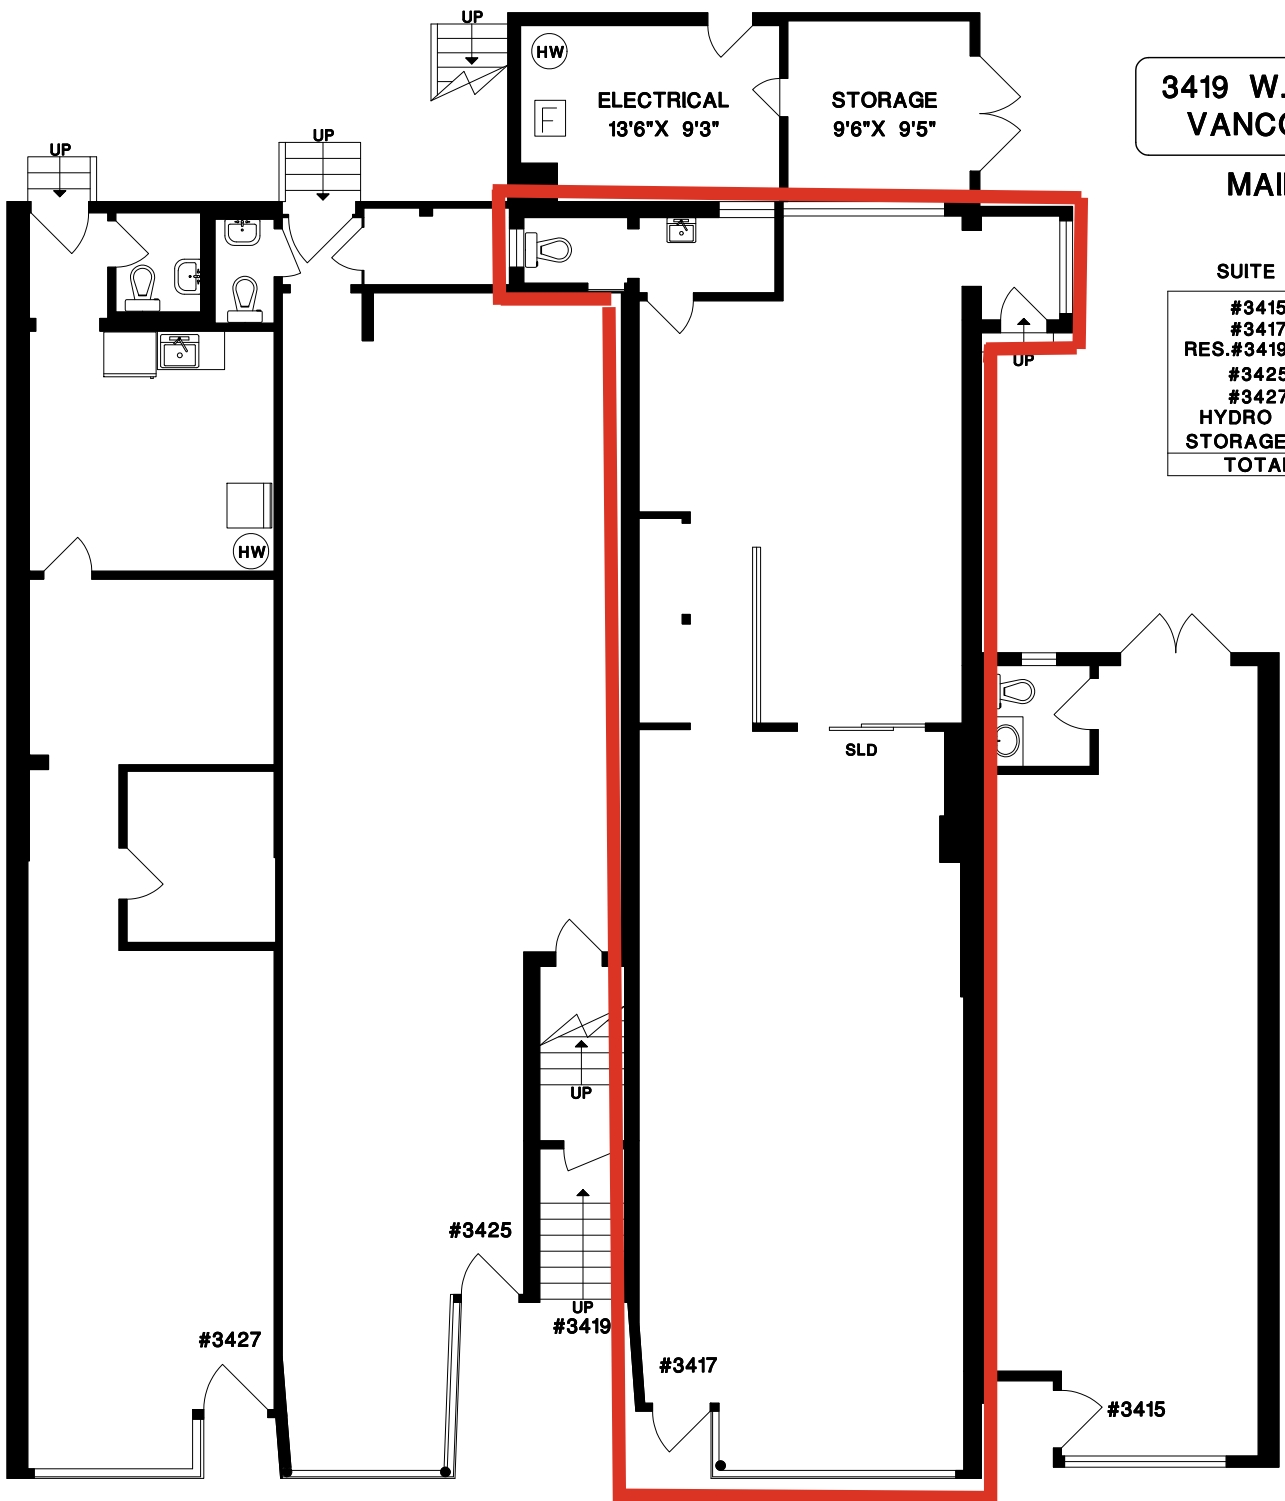 UP
HW
ELECTRICAL
13'6"X 9'3"
F
STORAGE
9'6"X 9'5"
3419 W.
UP
UP
SUITE
#3415
#3417
RES.#3419
#3425
#3427
HYDRO
STORAGE
UP
HW
SLD
UP
#3425
UP
#3419
#3427
#3417
#3415